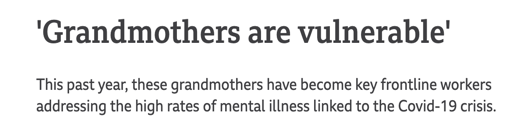 'Grandmothers are vulnerable'
This past year, these grandmothers have become key frontline workers
addressing the high rates of mental illness linked to the Covid-19 crisis.